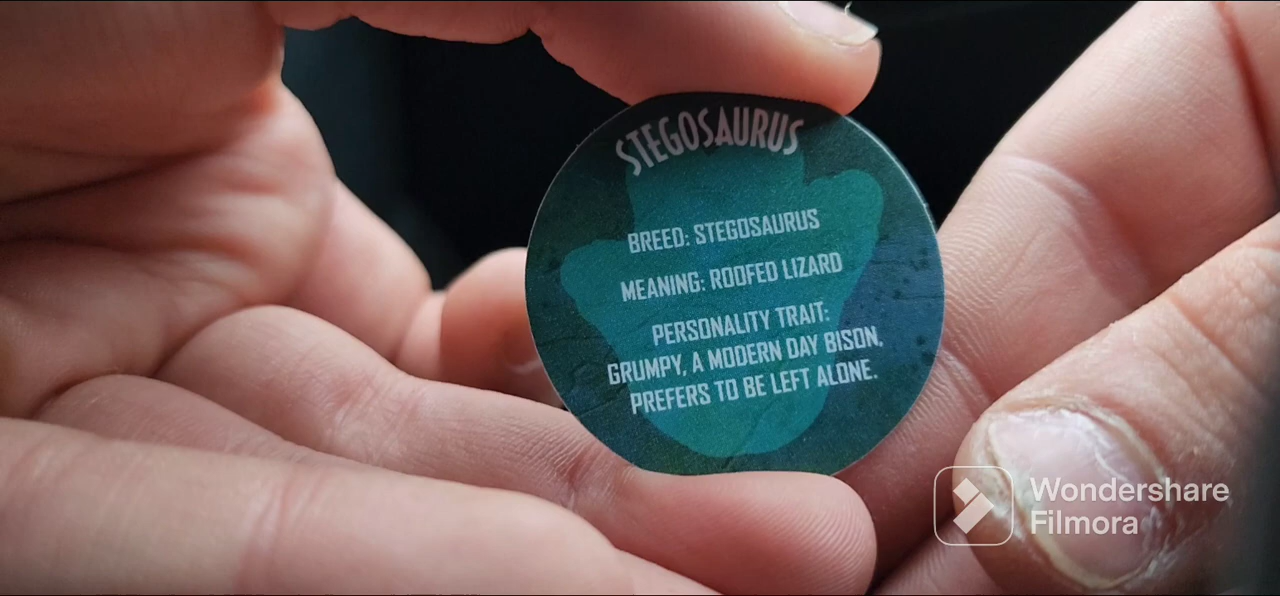 STEGOSAURUS
BREED: STEGOSAURUS
MEANING: ROOFED LIZARD
PERSONALITY TRAIT:
GRUMPY, A MODERN DAY BISON,
PREFERS TO BE LEFT ALONE.
Wondershare
Filmora